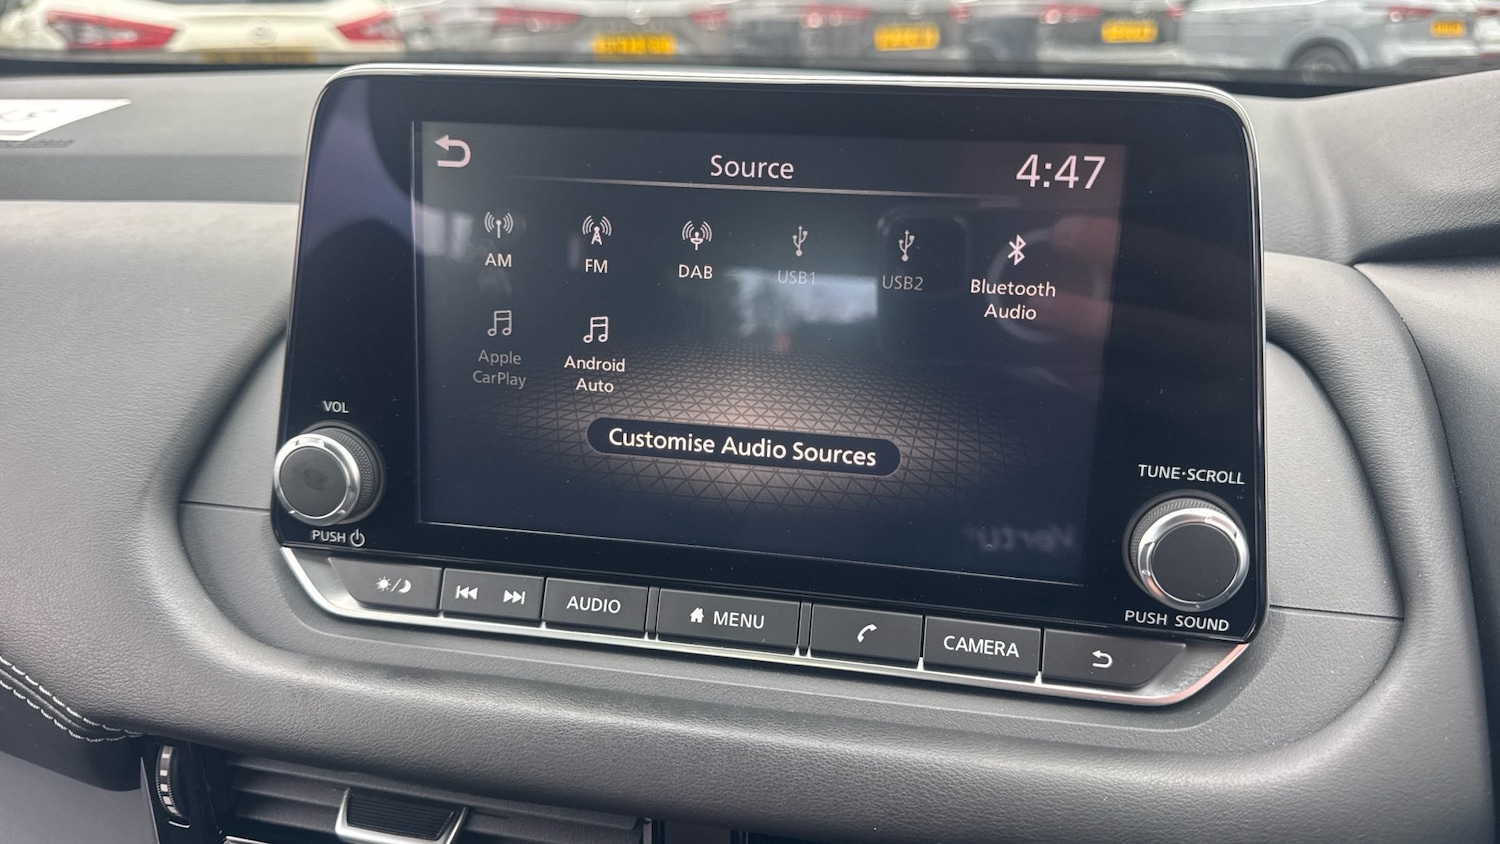 Source
4:47
AM
FM
DAB
USB1
USB2
Bluetooth
Audio
Apple
CarPlay
Android
Auto
Customise Audio Sources
VOL
PUSH
TUNE·SCROLL
PUSH SOUND
AUDIO
MENU
CAMERA